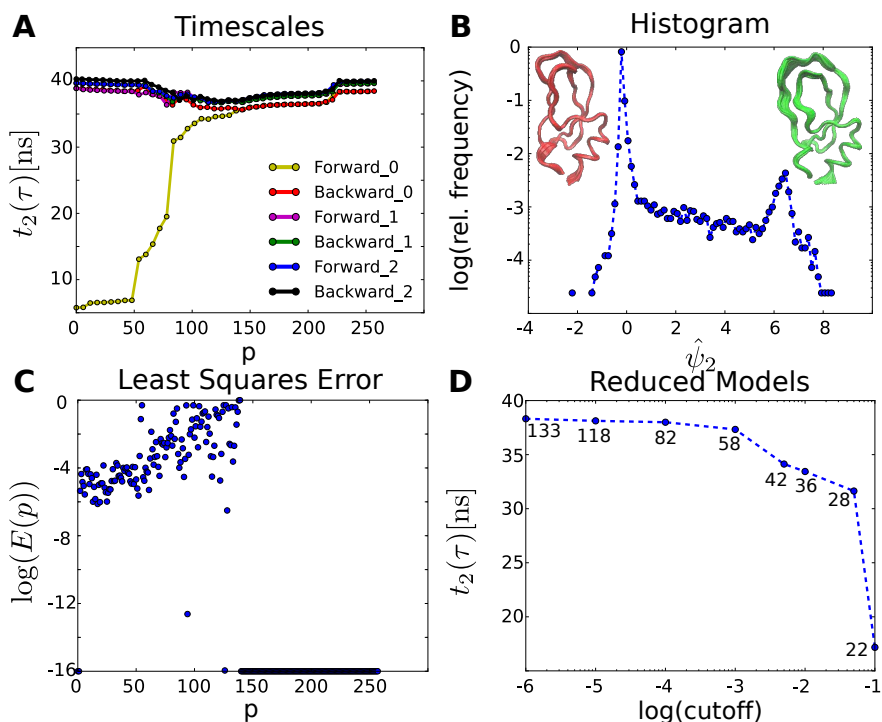 A
Timescales
t₂(τ)[ns]
40
30
20
10
0 50 100 150 200 250
p
Forward_0
Backward_0
Forward_1
Backward_1
Forward_2
Backward_2
B
Histogram
log(rel. frequency)
0
-1
-2
-3
-4
-2 0 2 4 6 8
ψ̂₂
C
Least Squares Error
log(E(p))
0
-4
-8
-12
-16
0 50 100 150 200 250
p
D
Reduced Models
t₂(τ)[ns]
40
35
30
25
20
133 118 82 58 42 36 28 22
-6 -5 -4 -3 -2 -1
log(cutoff)